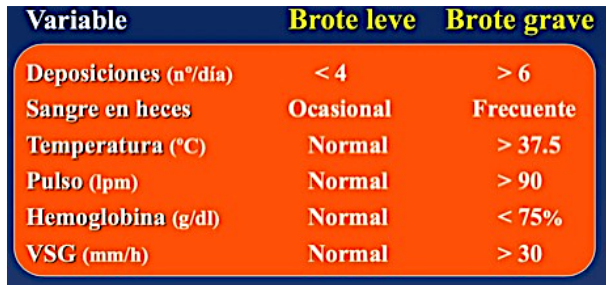 Variable Brote leve Brote grave
Deposiciones (nº/día) < 4 > 6
Sangre en heces Ocasional Frecuente
Temperatura (ºC) Normal > 37.5
Pulso (lpm) Normal > 90
Hemoglobina (g/dl) Normal < 75%
VSG (mm/h) Normal > 30